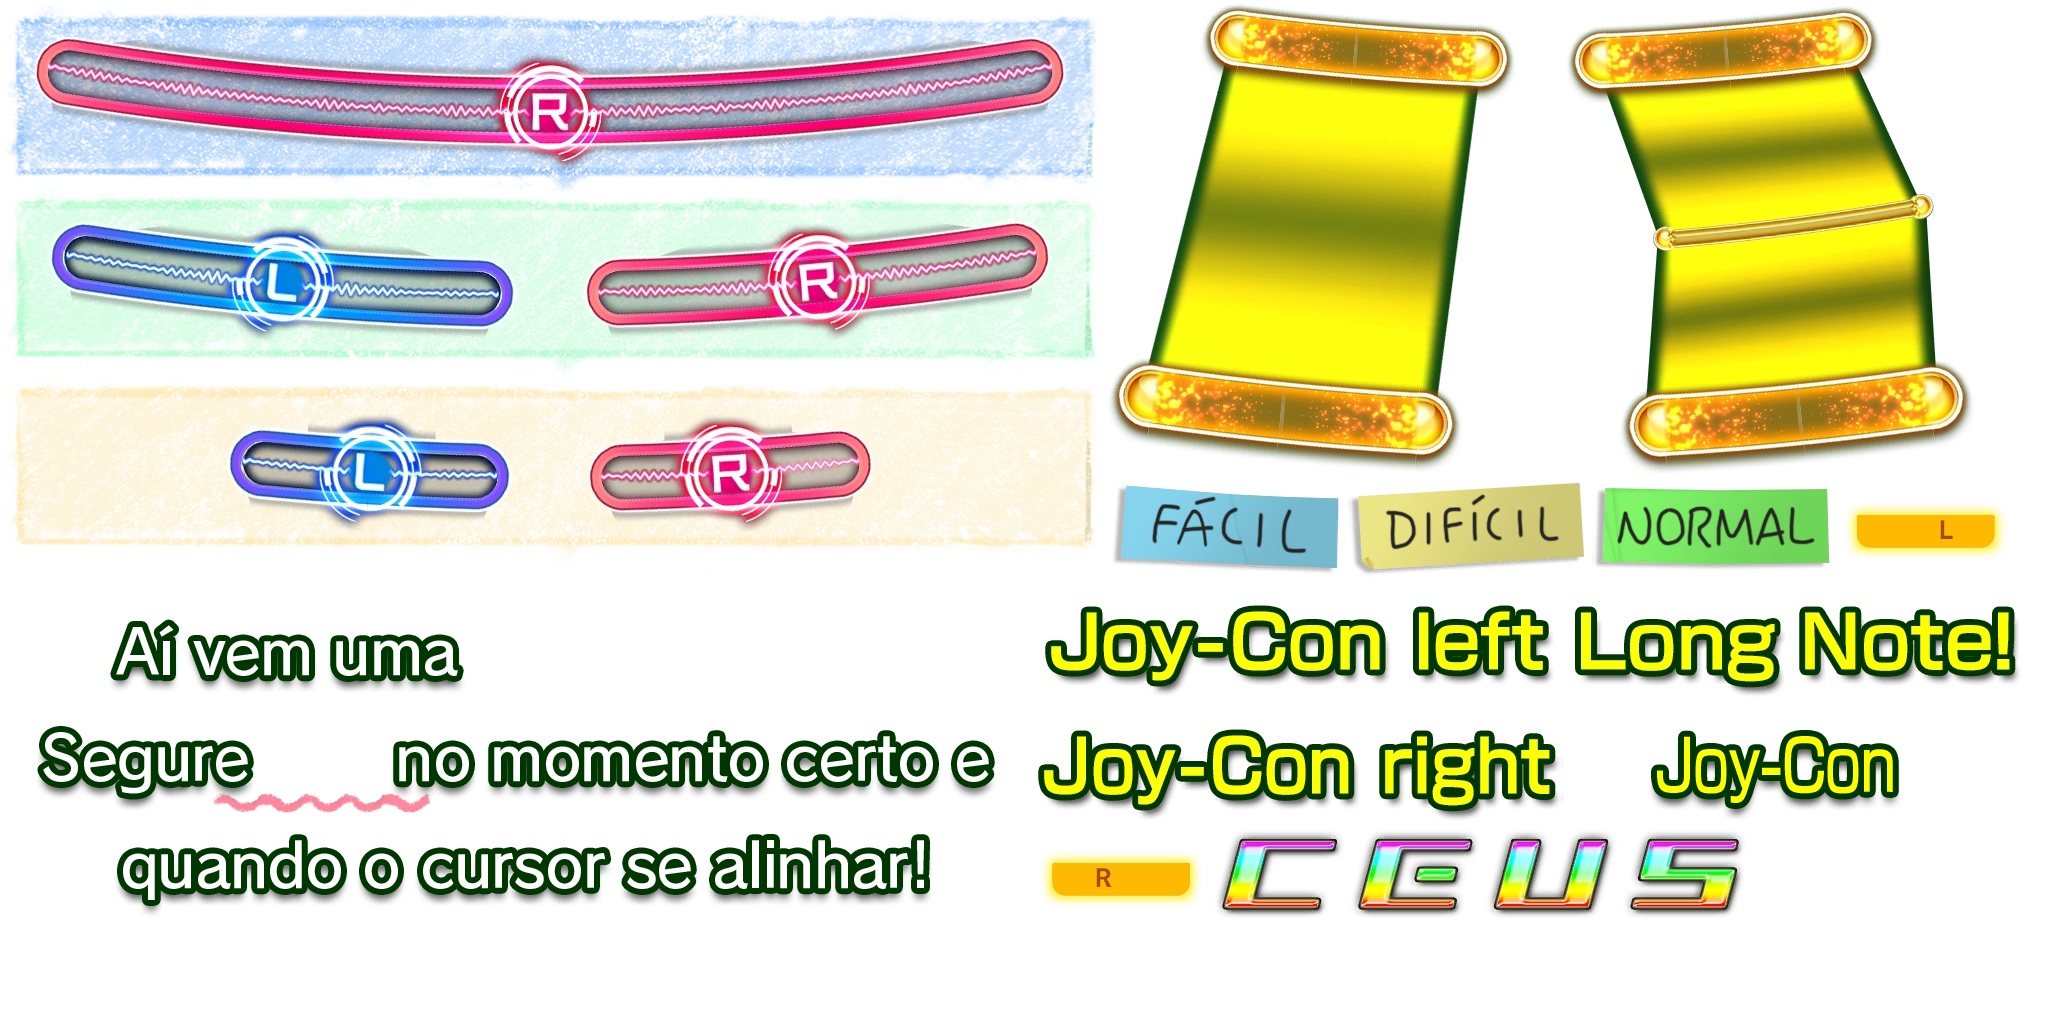 R
L
R
L
R
FÁCIL
DIFÍCIL
NORMAL
L
Aí vem uma
Joy-Con left Long Note!
Segure no momento certo e
Joy-Con right
Joy-Con
quando o cursor se alinhar!
R
CEUS